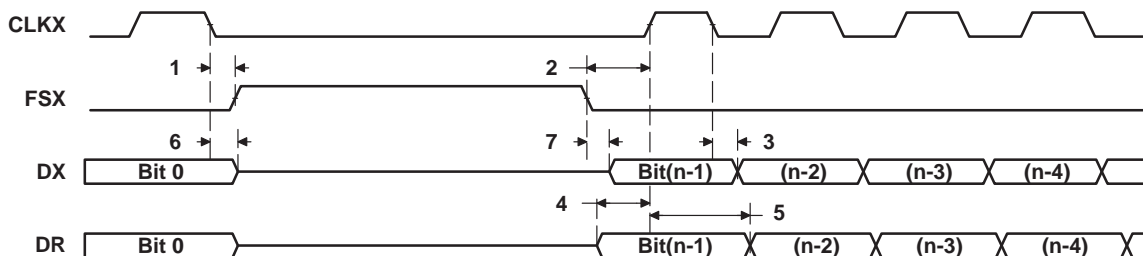 CLKX
1 2
FSX
6 7 3
DX Bit 0 Bit(n-1) (n-2) (n-3) (n-4)
4 5
DR Bit 0 Bit(n-1) (n-2) (n-3) (n-4)